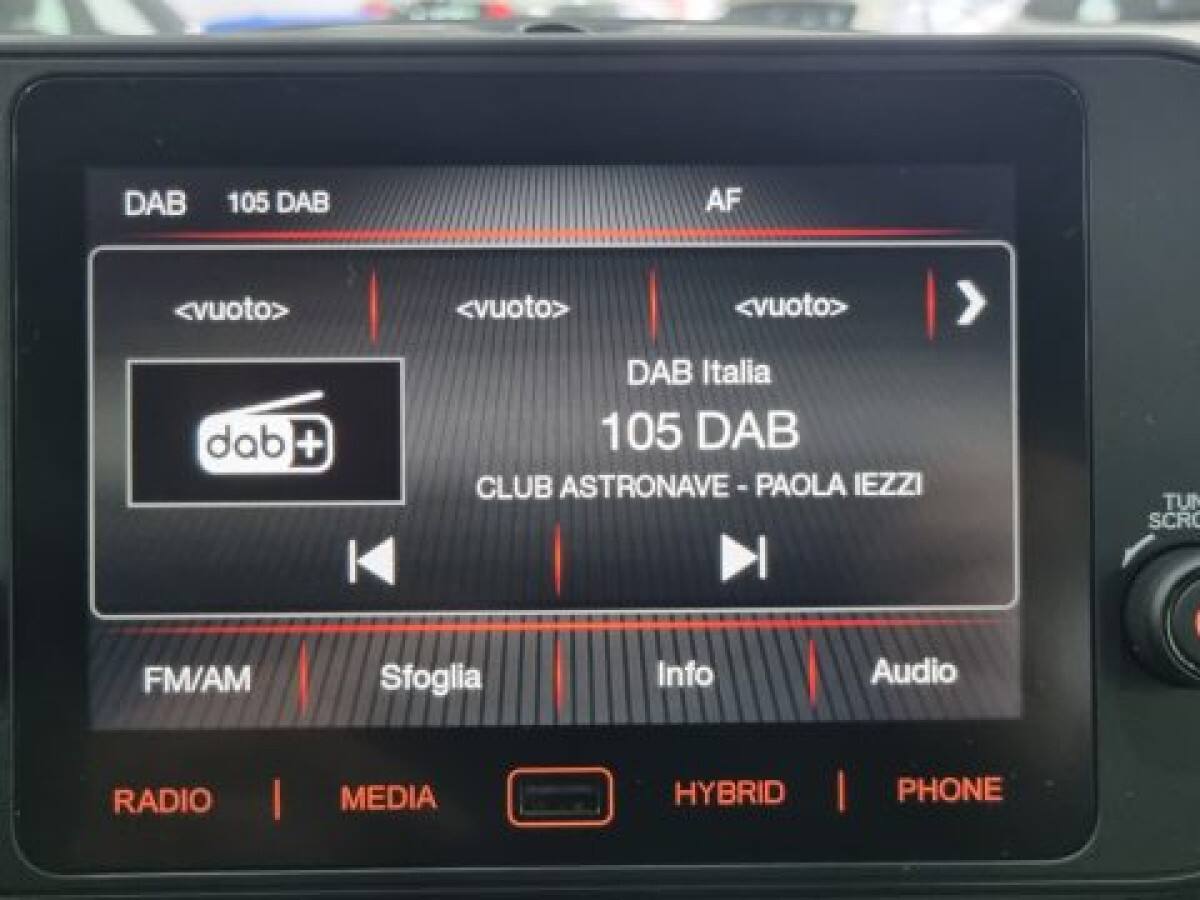 DAB 105 DAB AF
<vuoto> <vuoto> <vuoto>
dab+
DAB Italia
105 DAB
CLUB ASTRONAVE - PAOLA IEZZI
FM/AM Sfoglia Info Audio
RADIO MEDIA HYBRID PHONE